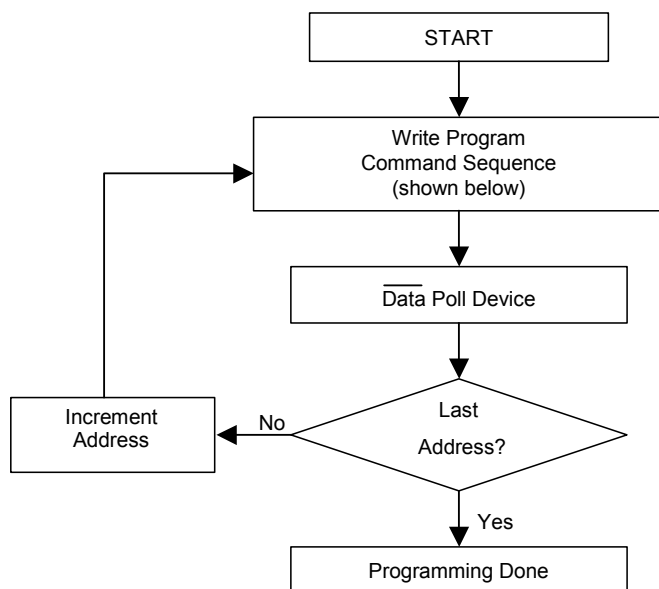 START
Write Program
Command Sequence
(shown below)
Data Poll Device
Last
Address?
No
Increment
Address
Yes
Programming Done